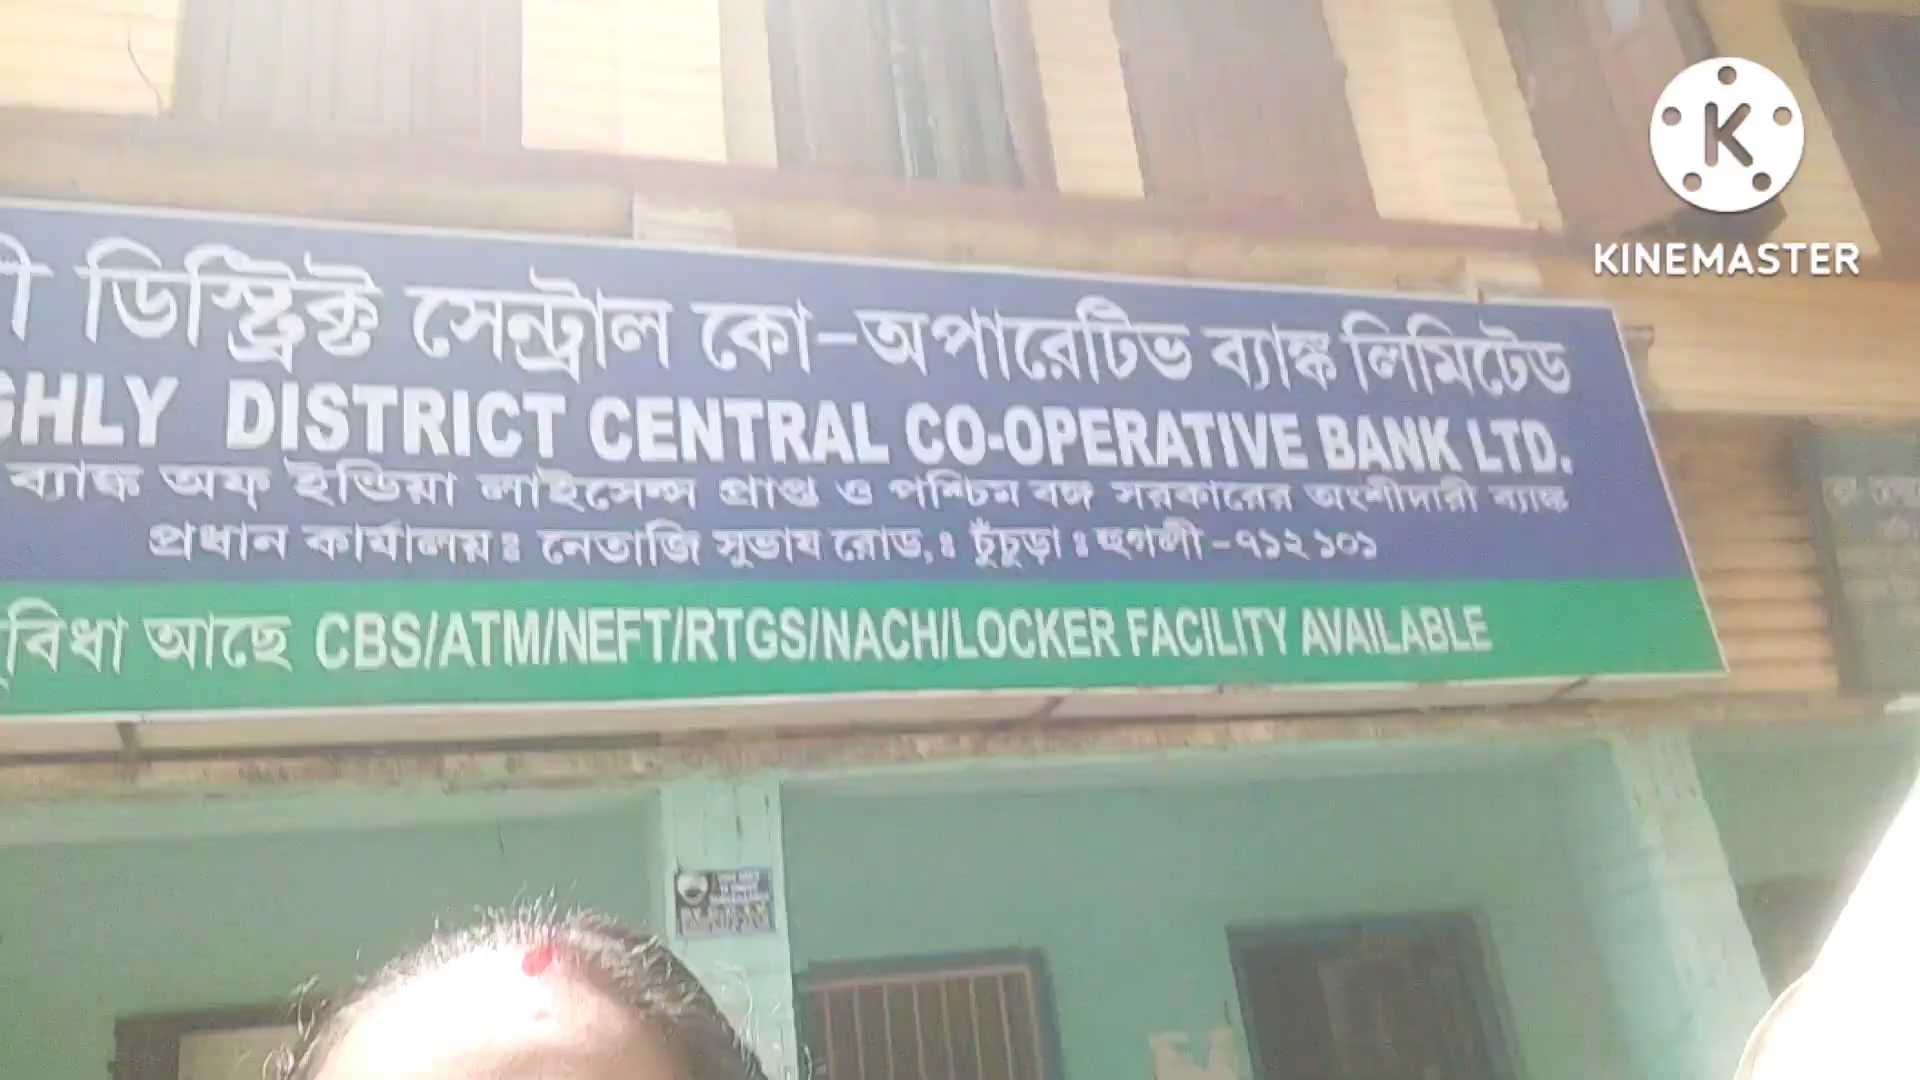 ডিস্ট্রিক্ট সেন্ট্রাল কো-অপারেটিভ ব্যাঙ্ক লিমিটেড
GHLY DISTRICT CENTRAL CO-OPERATIVE BANK LTD.
ব্যাঙ্ক অফ্ ইন্ডিয়া লাইসেন্স প্রাপ্ত ও পশ্চিম বঙ্গ সরকারের অংশীদারী ব্যাঙ্ক
প্রধান কার্যালয়ঃ নেতাজি সুভাষ রোড,ঃ চুঁচুড়া ঃ হুগলী -৭১২ ১০১
বিধা আছে CBS/ATM/NEFT/RTGS/NACH/LOCKER FACILITY AVAILABLE
K
KINEMASTER